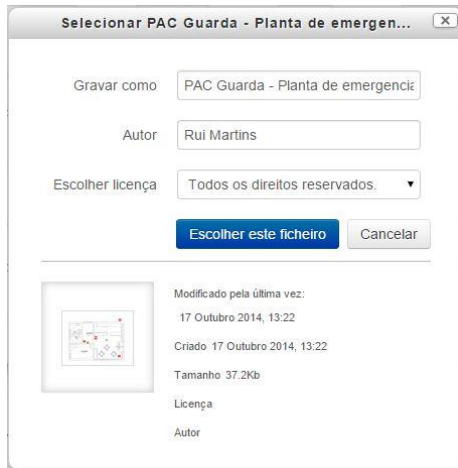 Selecionar PAC Guarda - Planta de emergen...
Gravar como PAC Guarda - Planta de emergencia
Autor Rui Martins
Escolher licença Todos os direitos reservados.
Escolher este ficheiro Cancelar
Modificado pela última vez:
17 Outubro 2014, 13:22
Criado 17 Outubro 2014, 13:22
Tamanho 37.2Kb
Licença
Autor